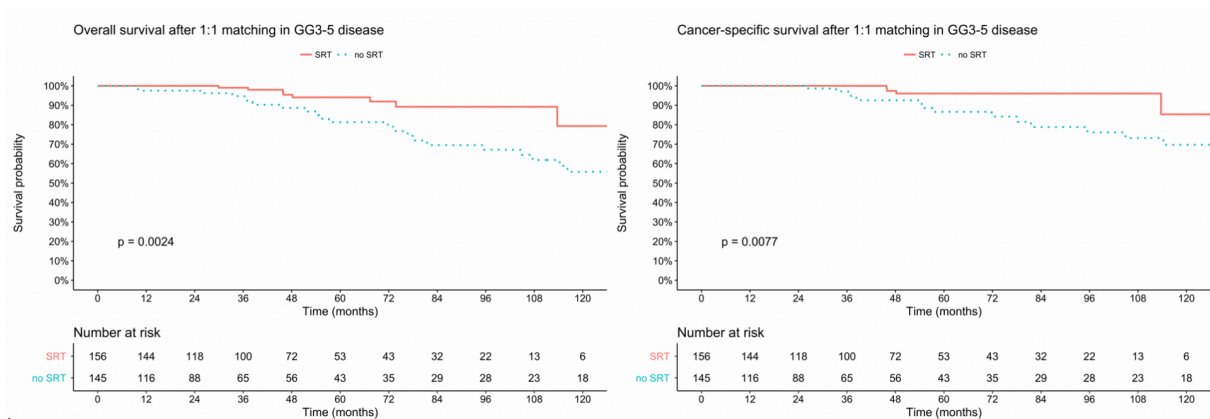 Overall survival after 1:1 matching in GG3-5 disease
SRT no SRT
Survival probability
100%
90%
80%
70%
60%
50%
40%
30%
20%
10%
0%
p = 0.0024
0 12 24 36 48 60 72 84 96 108 120
Time (months)
Number at risk
SRT 156 144 118 100 72 53 43 32 22 13 6
no SRT 145 116 88 65 56 43 35 29 28 23 18
0 12 24 36 48 60 72 84 96 108 120
Time (months)
Cancer-specific survival after 1:1 matching in GG3-5 disease
SRT no SRT
Survival probability
100%
90%
80%
70%
60%
50%
40%
30%
20%
10%
0%
p = 0.0077
0 12 24 36 48 60 72 84 96 108 120
Time (months)
Number at risk
SRT 156 144 118 100 72 53 43 32 22 13 6
no SRT 145 116 88 65 56 43 35 29 28 23 18
0 12 24 36 48 60 72 84 96 108 120
Time (months)